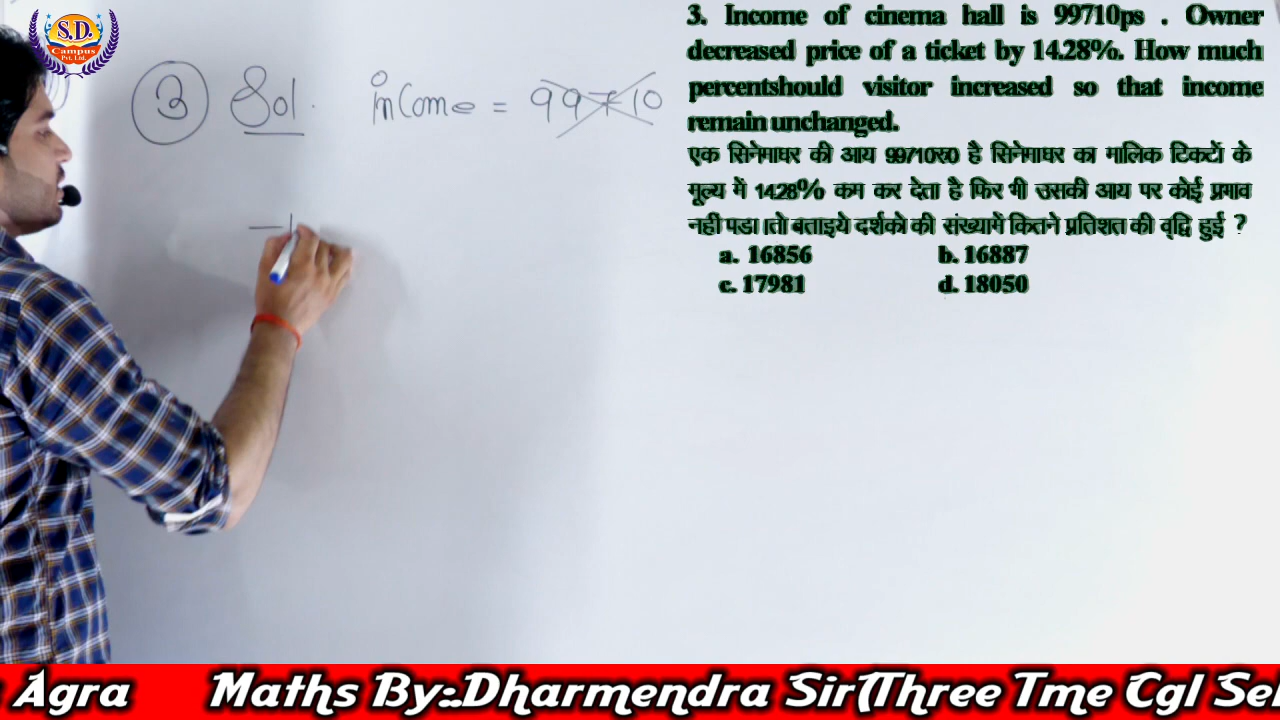 S.D.
Campus
Pvt. Ltd.
3 Sol. income = 99710
3. Income of cinema hall is 99710ps . Owner
decreased price of a ticket by 14.28%. How much
percentshould visitor increased so that income
remain unchanged.
एक सिनेमाघर की आय 99710रु0 है सिनेमाघर का मालिक टिकटों के
मूल्य में 14.28% कम कर देता है फिर भी उसकी आय पर कोई प्रभाव
नही पडा।तो बताइये दर्शको की संख्यामें कितने प्रतिशत की वृद्वि हुई ?
a. 16856 b. 16887
c. 17981 d. 18050
Agra Maths By:.Dharmendra Sir(Three Tme Cgl Sel